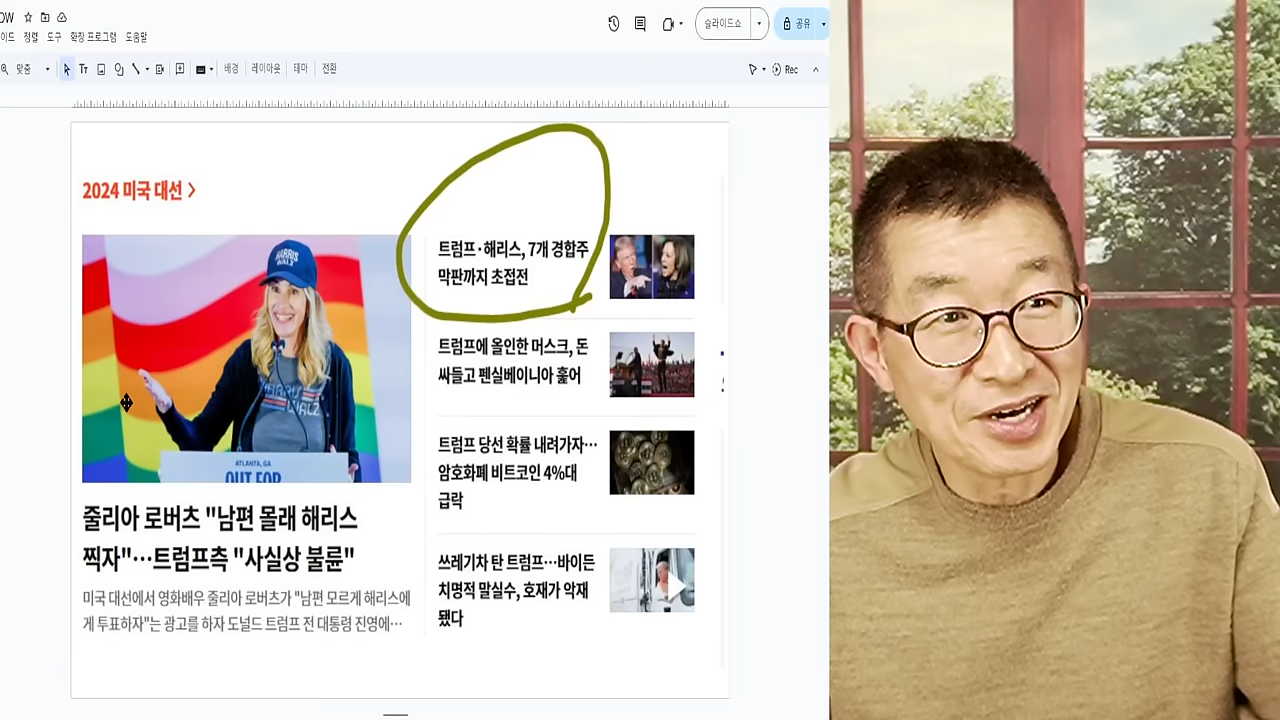 OW
이드 정렬 도구 확장 프로그램 도움말
슬라이드쇼
공유
맞춤
Tr
배경 레이아웃 테마 전환
Rec
2024 미국 대선 >
HARRIS
WALZ
HARRIS
WALZ
ATLANTA, GA
OUT FOR
줄리아 로버츠 "남편 몰래 해리스
찍자"…트럼프측 "사실상 불륜"
미국 대선에서 영화배우 줄리아 로버츠가 "남편 모르게 해리스에
게 투표하자"는 광고를 하자 도널드 트럼프 전 대통령 진영에…
트럼프·해리스, 7개 경합주
막판까지 초접전
트럼프에 올인한 머스크, 돈
싸들고 펜실베이니아 훑어
트럼프 당선 확률 내려가자…
암호화폐 비트코인 4%대
급락
쓰레기차 탄 트럼프…바이든
치명적 말실수, 호재가 악재
됐다